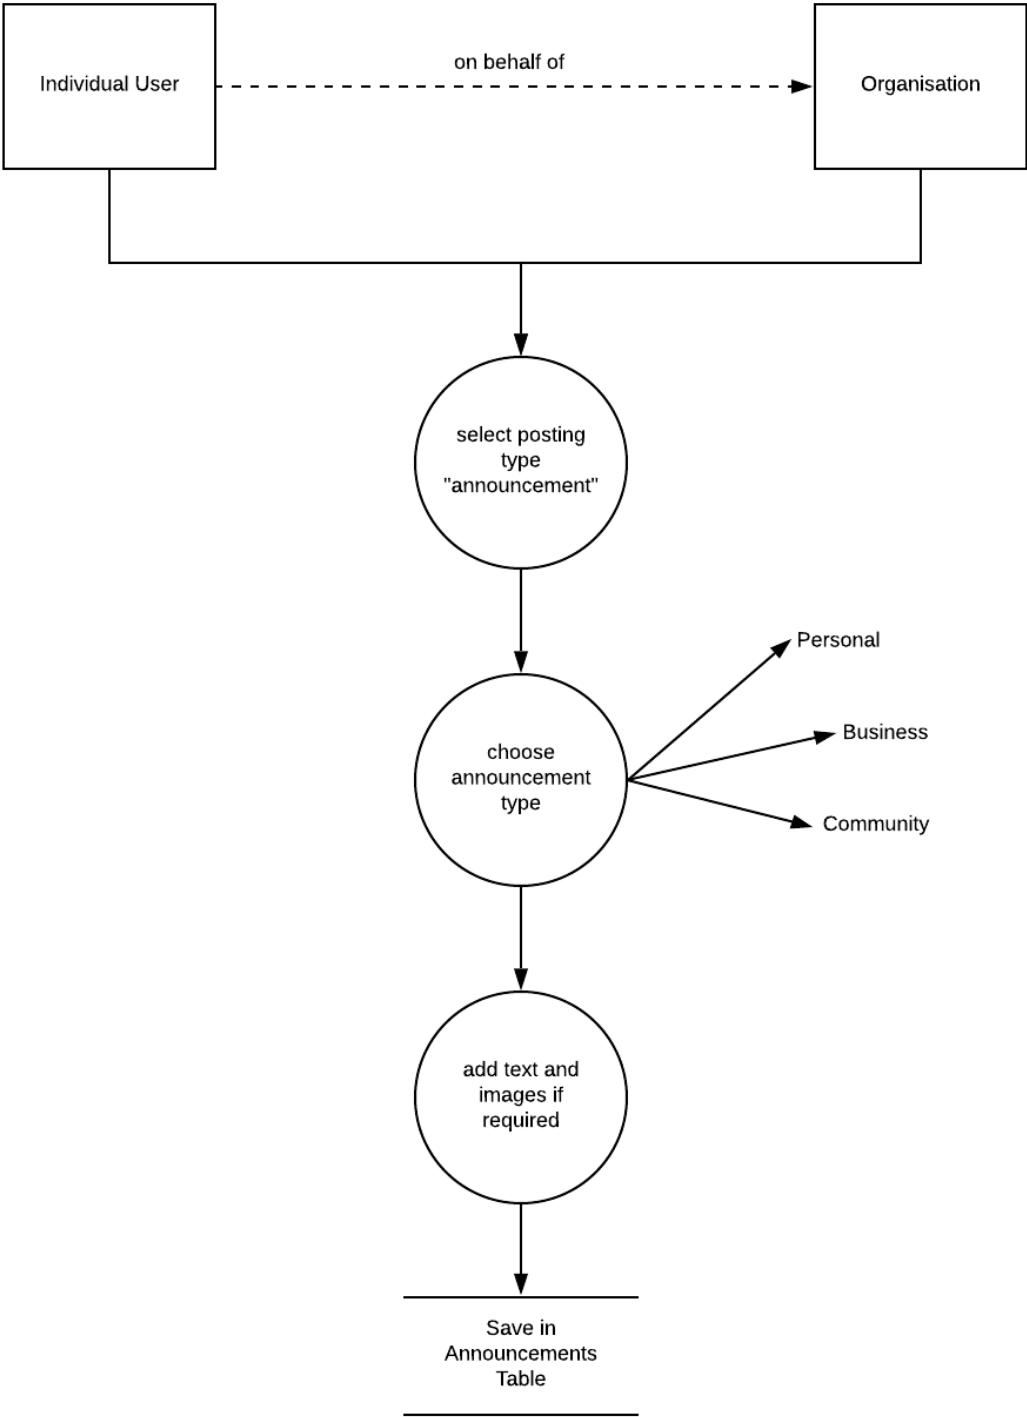 Individual User
on behalf of
Organisation
select posting
type
"announcement"
choose
announcement
type
Personal
Business
Community
add text and
images if
required
Save in
Announcements
Table